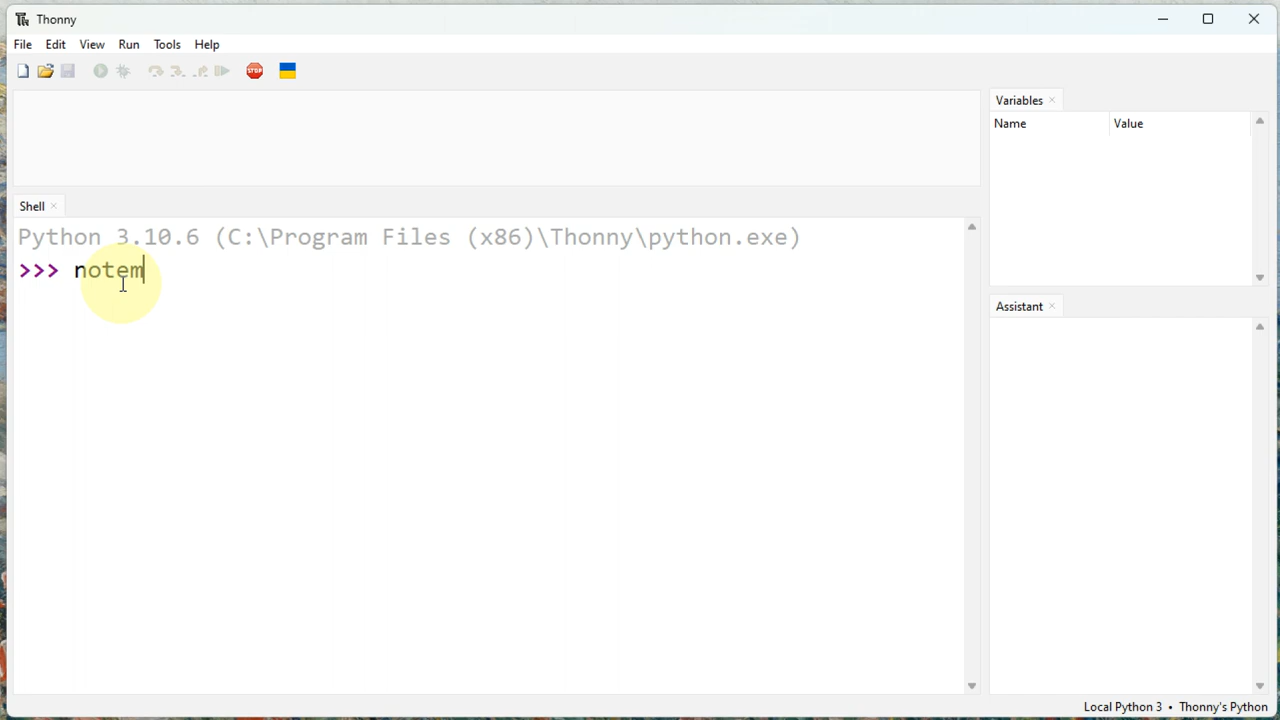 Thonny
File Edit View Run Tools Help
STOP
Variables
Name Value
Shell
Python 3.10.6 (C:\Program Files (x86)\Thonny\python.exe)
>>> notem
Assistant
Local Python 3 • Thonny's Python